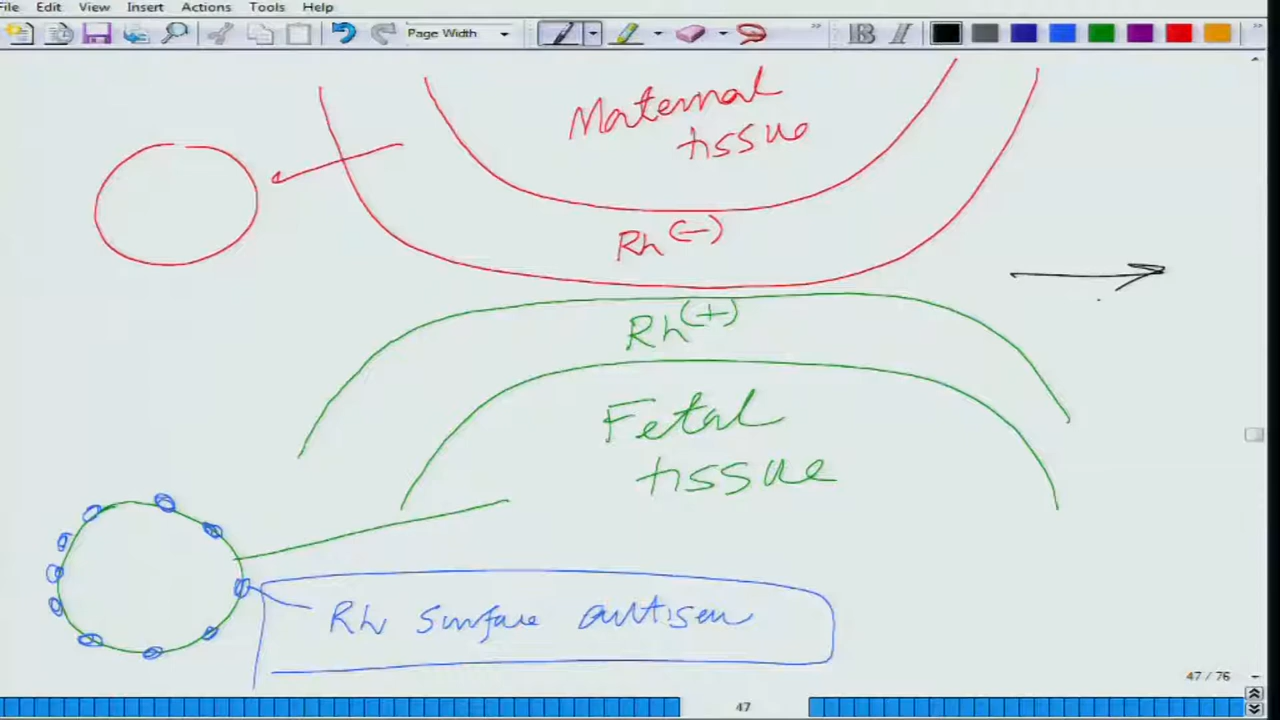 File Edit View Insert Actions Tools Help
Page Width
B I
Maternal
tissue
Rh(-)
Rh(+)
Fetal
tissue
Rh surface antigen
47 / 76
47